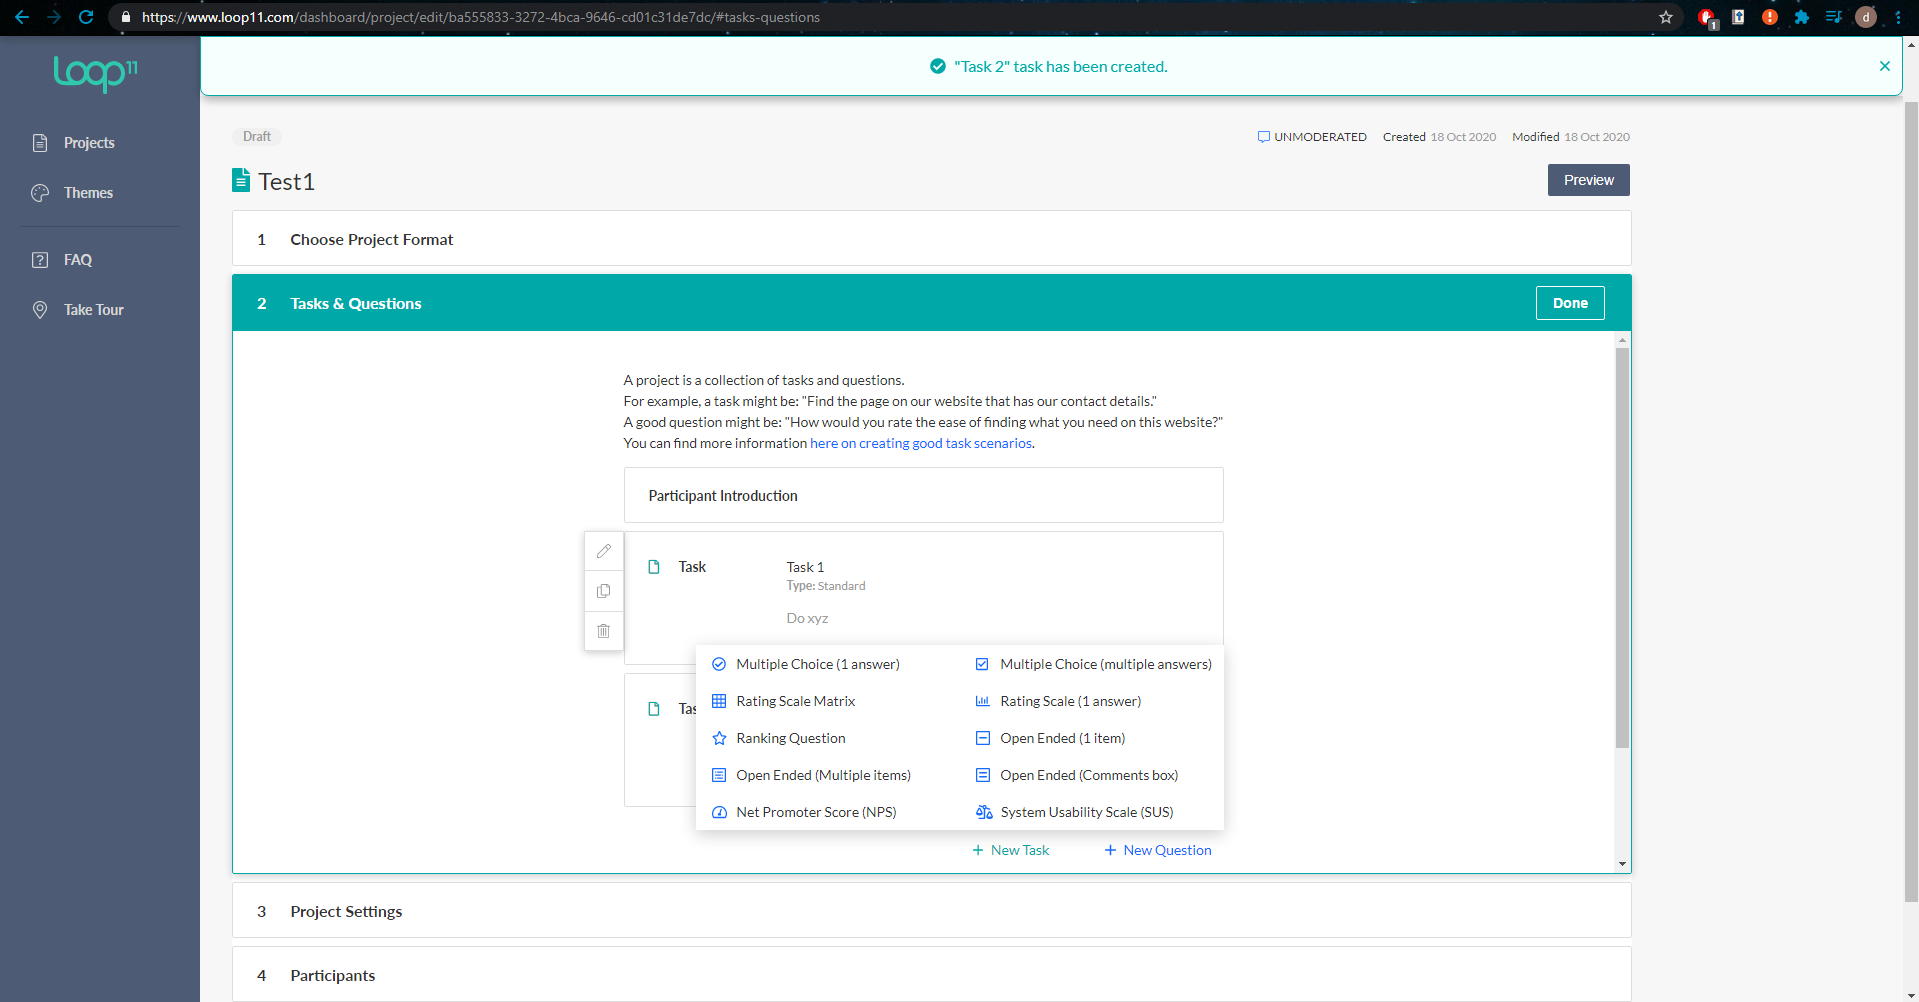 https://www.loop11.com/dashboard/project/edit/ba555833-3272-4bca-9646-cd01c31de7dc/#tasks-questions
1
d
Loop11
"Task 2" task has been created.
Projects
Themes
FAQ
Take Tour
Draft
UNMODERATED Created 18 Oct 2020 Modified 18 Oct 2020
Test1
Preview
1 Choose Project Format
2 Tasks & Questions
Done
A project is a collection of tasks and questions.
For example, a task might be: "Find the page on our website that has our contact details."
A good question might be: "How would you rate the ease of finding what you need on this website?"
You can find more information here on creating good task scenarios.
Participant Introduction
Task
Task 1
Type: Standard
Do xyz
Tas
Multiple Choice (1 answer)
Multiple Choice (multiple answers)
Rating Scale Matrix
Rating Scale (1 answer)
Ranking Question
Open Ended (1 item)
Open Ended (Multiple items)
Open Ended (Comments box)
Net Promoter Score (NPS)
System Usability Scale (SUS)
+ New Task
+ New Question
3 Project Settings
4 Participants